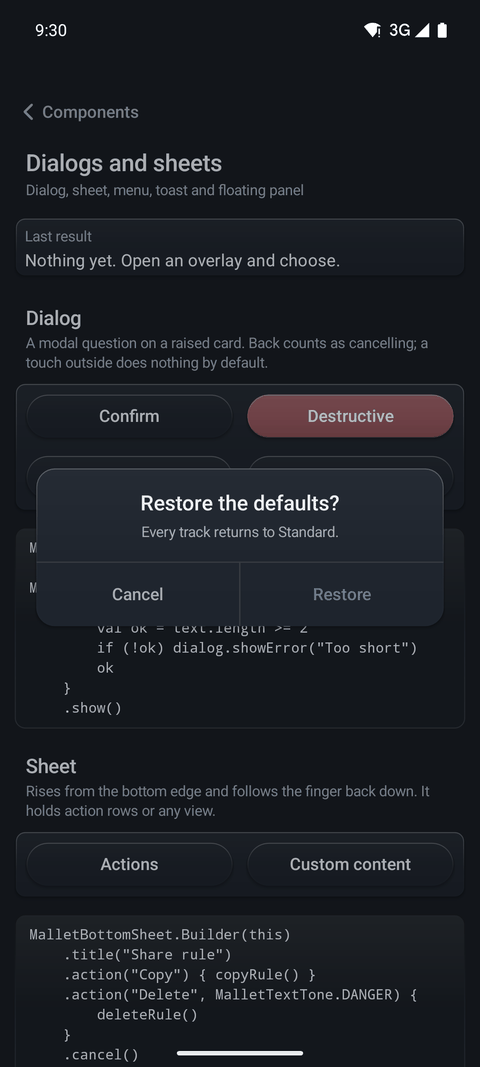 9:30
3G
Components
Dialogs and sheets
Dialog, sheet, menu, toast and floating panel
Last result
Nothing yet. Open an overlay and choose.
Dialog
A modal question on a raised card. Back counts as cancelling; a
touch outside does nothing by default.
Confirm
Destructive
Restore the defaults?
Every track returns to Standard.
Cancel
Restore
val ok = text.length >= 2
if (!ok) dialog.showError("Too short")
ok
}
.show()
Sheet
Rises from the bottom edge and follows the finger back down. It
holds action rows or any view.
Actions
Custom content
MalletBottomSheet.Builder(this)
.title("Share rule")
.action("Copy") { copyRule() }
.action("Delete", MalletTextTone.DANGER) {
deleteRule()
}
.cancel()